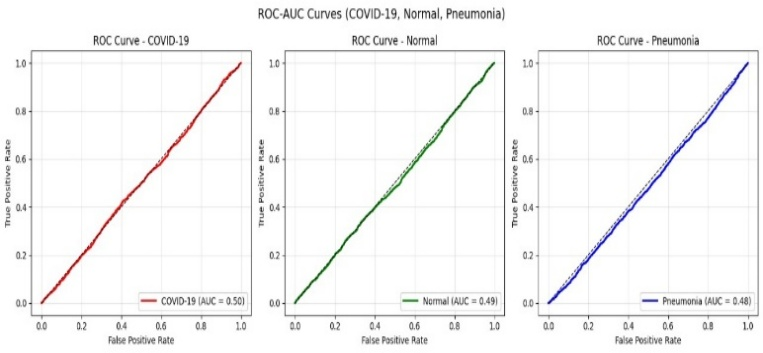 ROC-AUC Curves (COVID-19, Normal, Pneumonia)
ROC Curve - COVID-19
1.0
0.8
0.6
0.4
0.2
0.0
True Positive Rate
0.0 0.2 0.4 0.6 0.8 1.0
False Positive Rate
COVID-19 (AUC = 0.50)
ROC Curve - Normal
1.0
0.8
0.6
0.4
0.2
0.0
True Positive Rate
0.0 0.2 0.4 0.6 0.8 1.0
False Positive Rate
Normal (AUC = 0.49)
ROC Curve - Pneumonia
1.0
0.8
0.6
0.4
0.2
0.0
True Positive Rate
0.0 0.2 0.4 0.6 0.8 1.0
False Positive Rate
Pneumonia (AUC = 0.48)